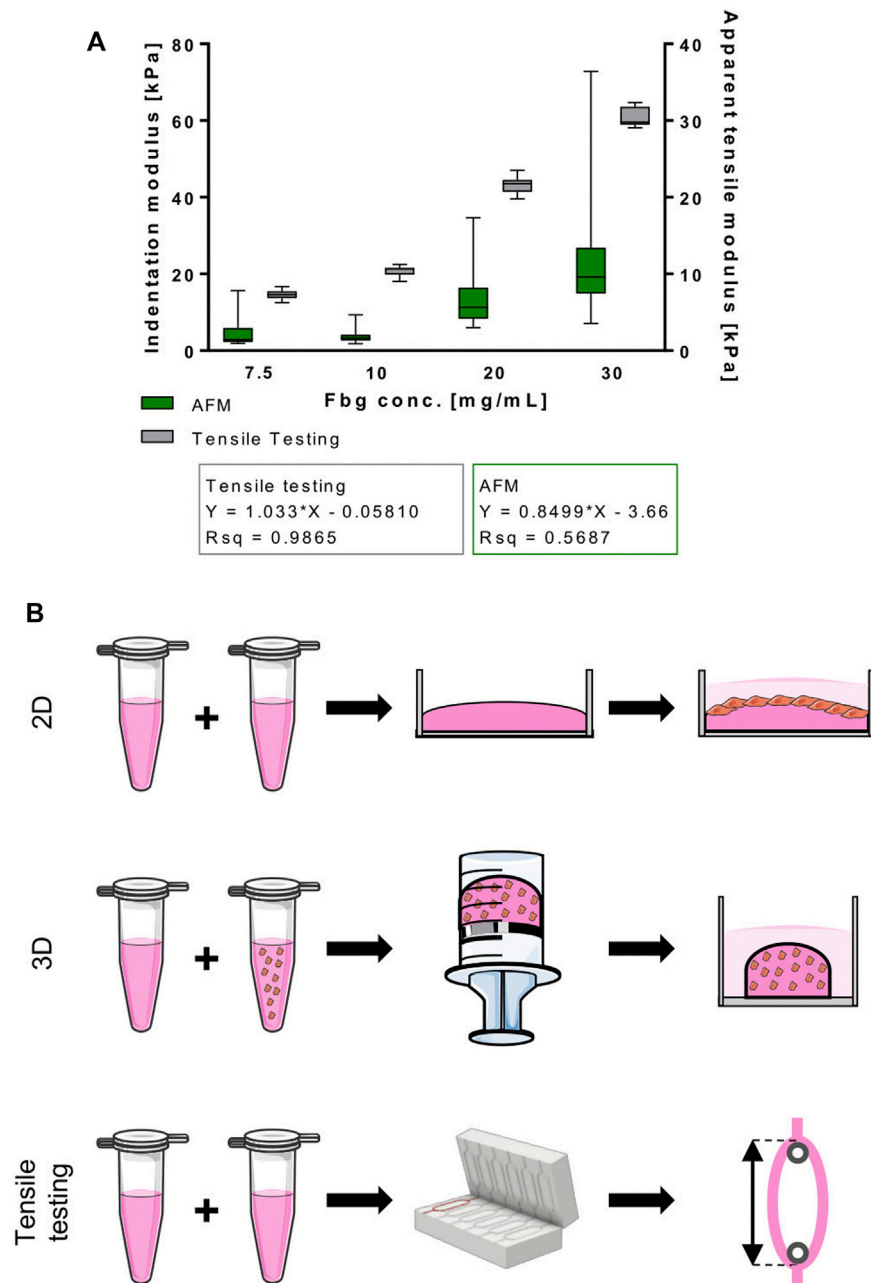 A
Indentation modulus [kPa]
80
60
40
20
0
Apparent tensile modulus [kPa]
40
30
20
10
0
7.5 10 20 30
Fbg conc. [mg/mL]
AFM
Tensile Testing
Tensile testing
Y = 1.033*X - 0.05810
Rsq = 0.9865
AFM
Y = 0.8499*X - 3.66
Rsq = 0.5687
B
2D
+
3D
+
Tensile
testing
+